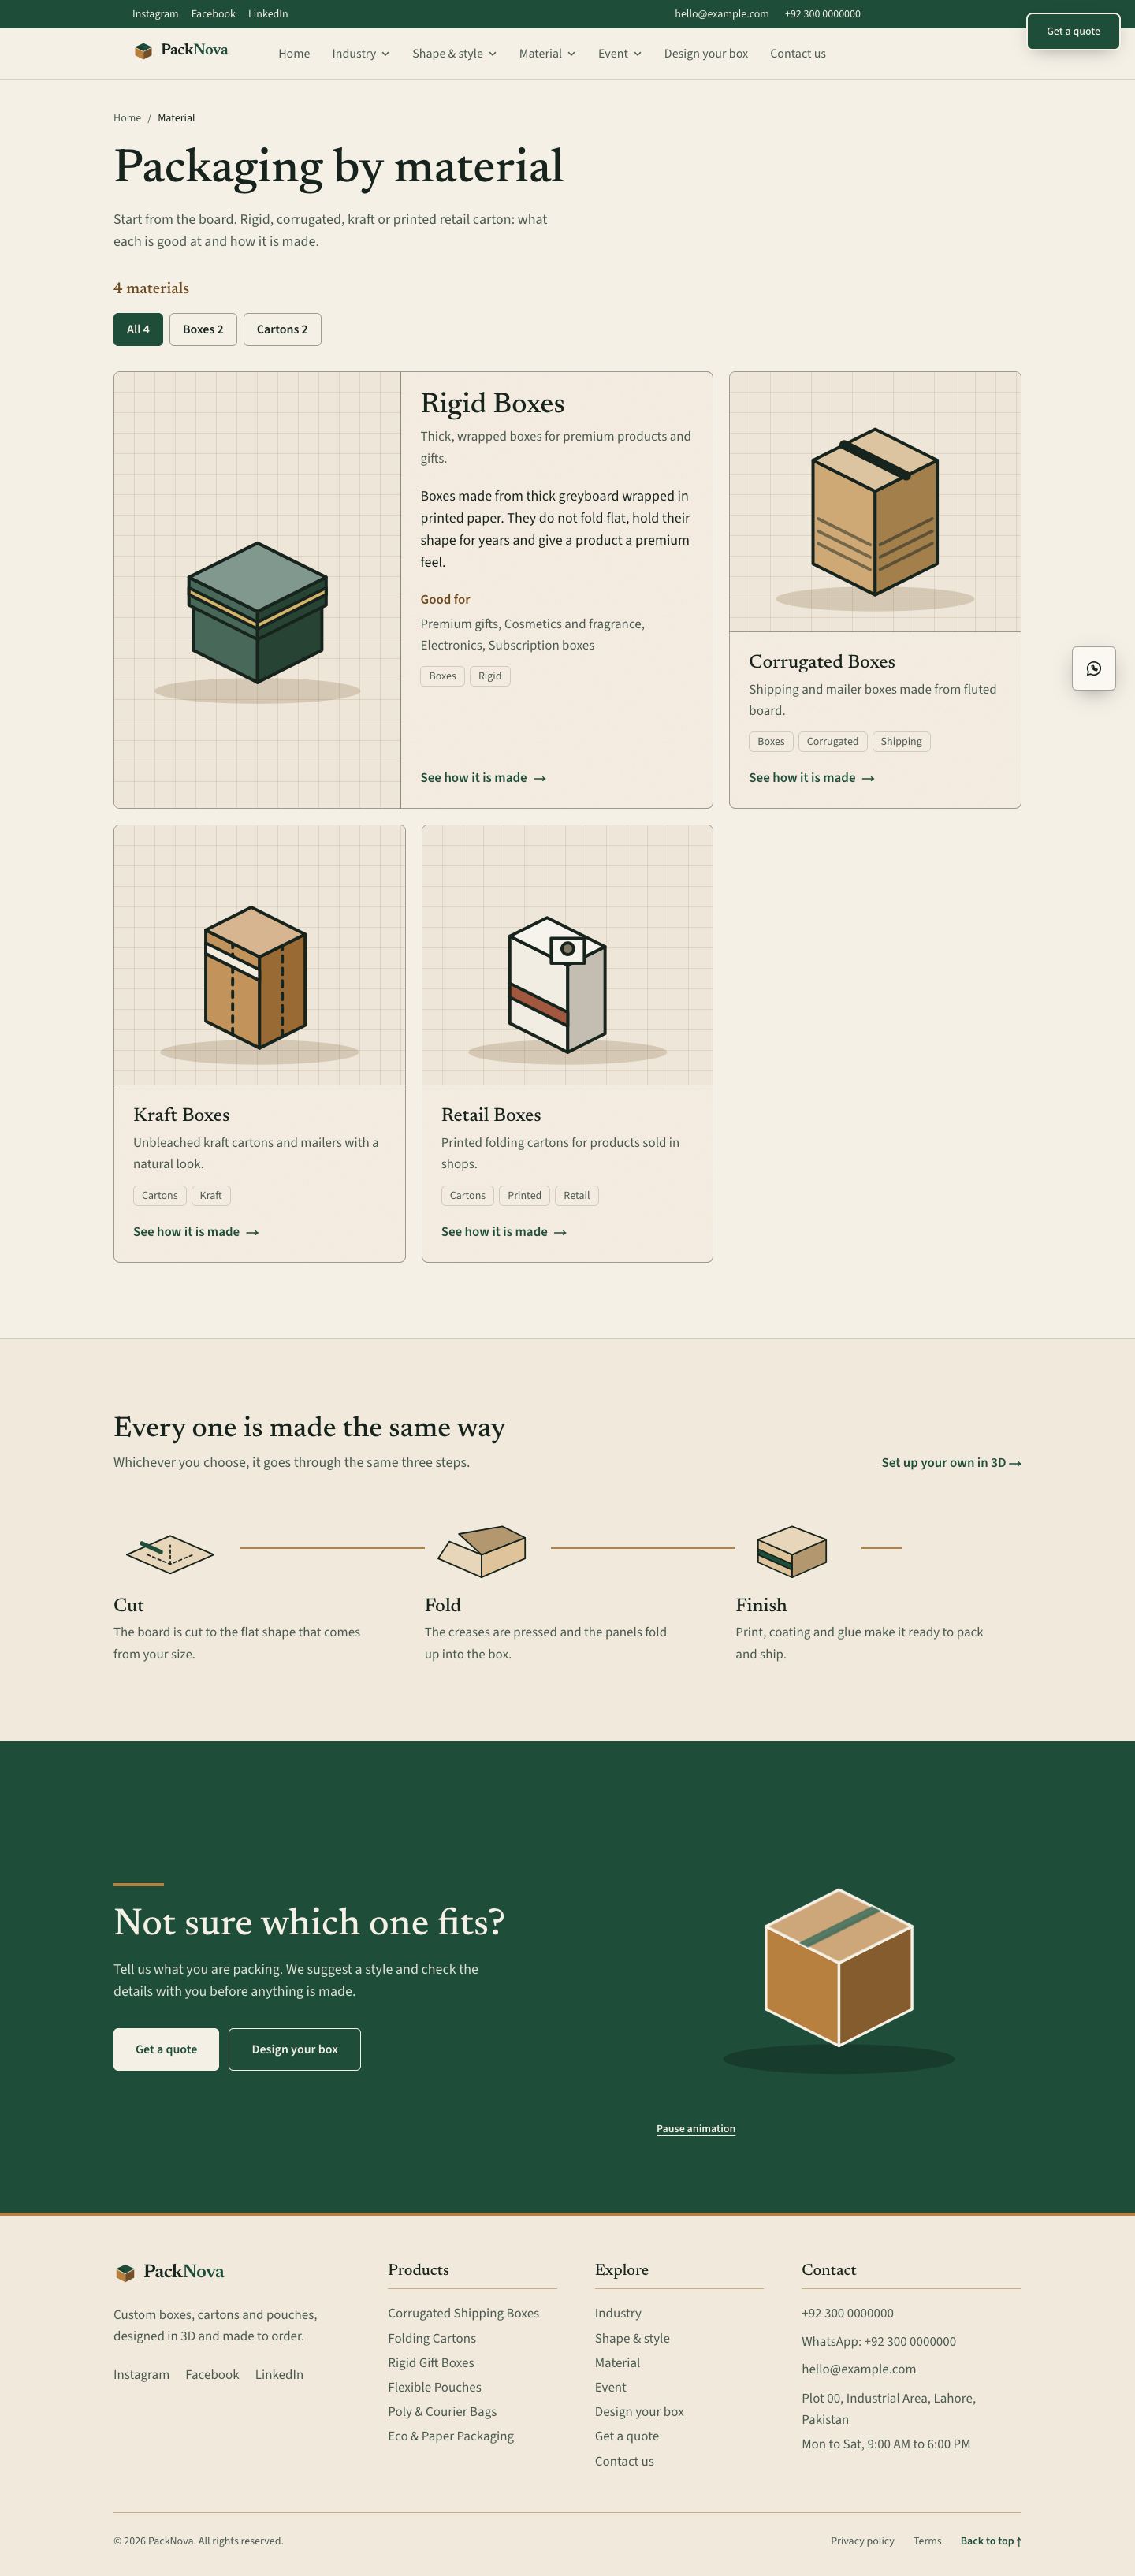 Instagram Facebook LinkedIn hello@example.com +92 300 0000000
Get a quote
PackNova Home Industry Shape & style Material Event Design your box Contact us
Home / Material
Packaging by material
Start from the board. Rigid, corrugated, kraft or printed retail carton: what
each is good at and how it is made.
4 materials
All 4 Boxes 2 Cartons 2
Rigid Boxes
Thick, wrapped boxes for premium products and
gifts.
Boxes made from thick greyboard wrapped in
printed paper. They do not fold flat, hold their
shape for years and give a product a premium
feel.
Good for
Premium gifts, Cosmetics and fragrance,
Electronics, Subscription boxes
Boxes Rigid
See how it is made →
Corrugated Boxes
Shipping and mailer boxes made from fluted
board.
Boxes Corrugated Shipping
See how it is made →
Kraft Boxes
Unbleached kraft cartons and mailers with a
natural look.
Cartons Kraft
See how it is made →
Retail Boxes
Printed folding cartons for products sold in
shops.
Cartons Printed Retail
See how it is made →
Every one is made the same way
Whichever you choose, it goes through the same three steps.
Set up your own in 3D →
Cut
The board is cut to the flat shape that comes
from your size.
Fold
The creases are pressed and the panels fold
up into the box.
Finish
Print, coating and glue make it ready to pack
and ship.
Not sure which one fits?
Tell us what you are packing. We suggest a style and check the
details with you before anything is made.
Get a quote Design your box
Pause animation
PackNova
Custom boxes, cartons and pouches,
designed in 3D and made to order.
Instagram Facebook LinkedIn
Products
Corrugated Shipping Boxes
Folding Cartons
Rigid Gift Boxes
Flexible Pouches
Poly & Courier Bags
Eco & Paper Packaging
Explore
Industry
Shape & style
Material
Event
Design your box
Get a quote
Contact us
Contact
+92 300 0000000
WhatsApp: +92 300 0000000
hello@example.com
Plot 00, Industrial Area, Lahore,
Pakistan
Mon to Sat, 9:00 AM to 6:00 PM
© 2026 PackNova. All rights reserved.
Privacy policy Terms Back to top ↑